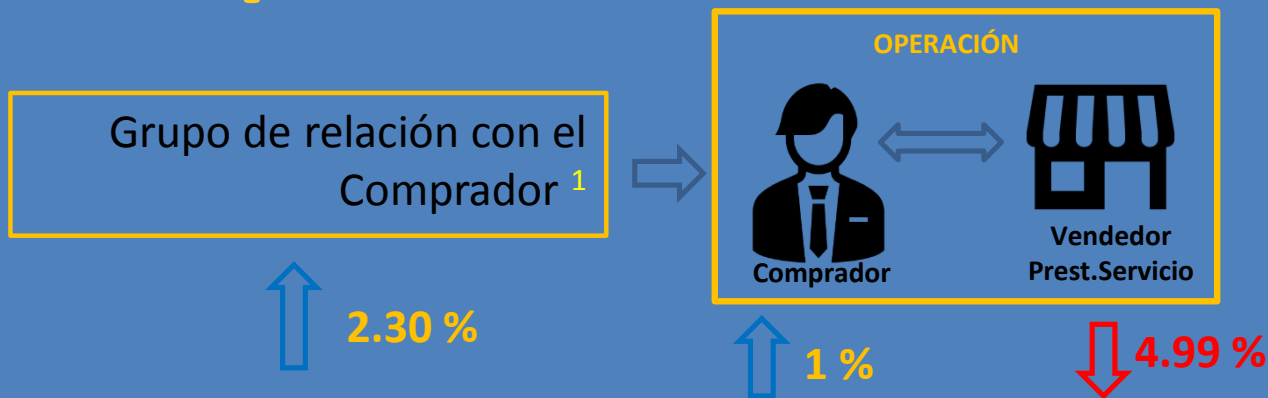 OPERACIÓN
Grupo de relación con el
Comprador 1
Comprador
Vendedor
Prest.Servicio
2.30 %
1 %
4.99 %